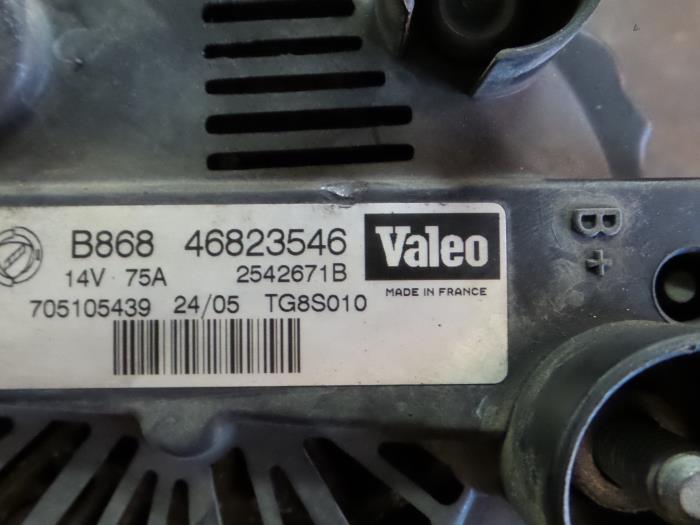 B868 46823546
14V 75A 2542671B
705105439 24/05 TG8S010
Valeo
MADE IN FRANCE
B+